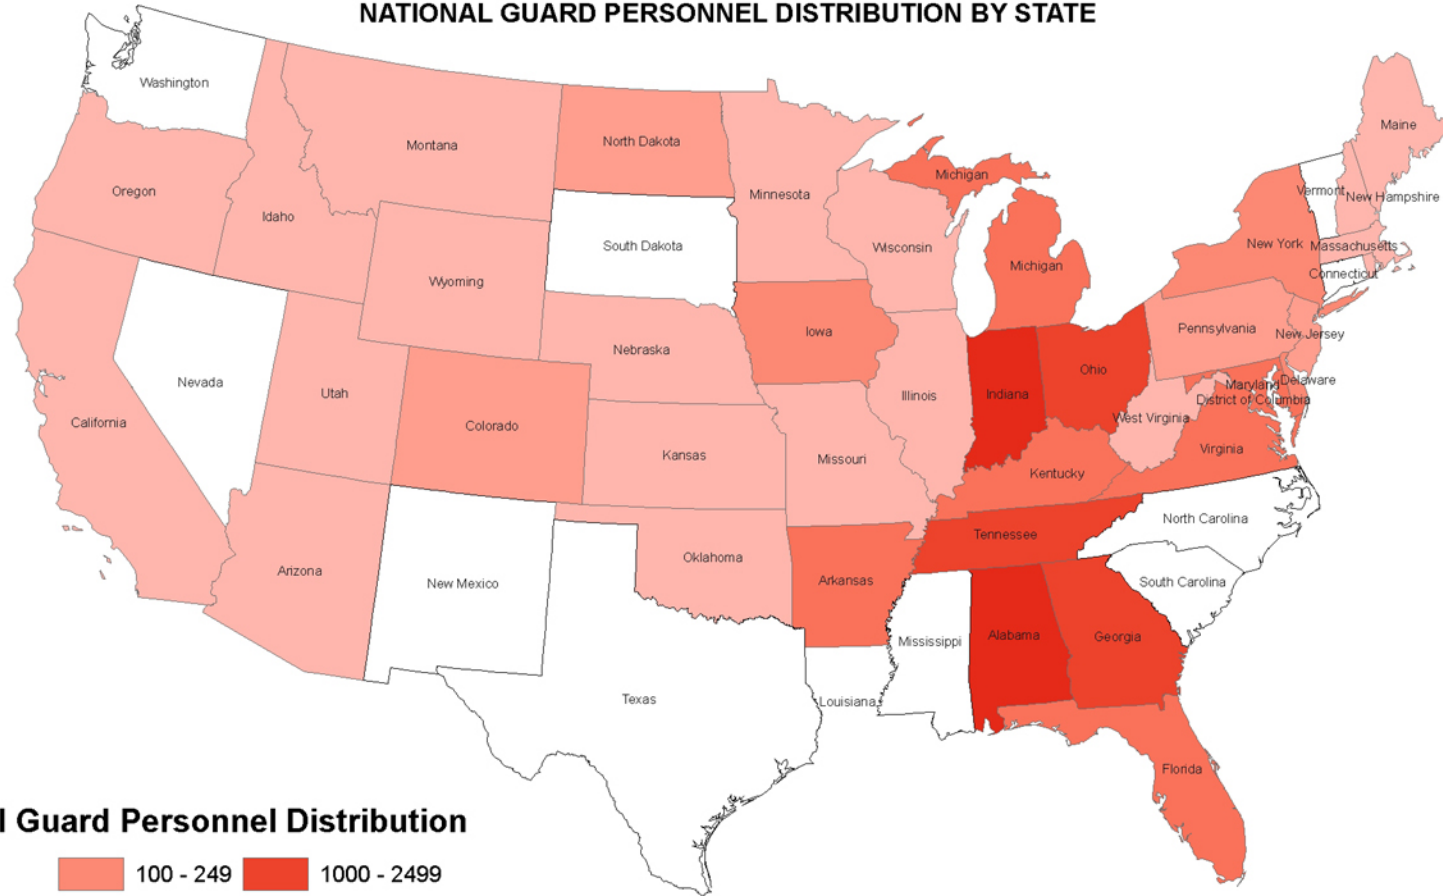 NATIONAL GUARD PERSONNEL DISTRIBUTION BY STATE
Washington
Maine
Montana
North Dakota
Michigan
Oregon
Minnesota
Vermont
New Hampshire
Idaho
South Dakota
Wisconsin
New York
Massachusetts
Michigan
Connecticut
Wyoming
Iowa
Pennsylvania
New Jersey
Nebraska
Ohio
Nevada
Utah
Illinois
Indiana
Maryland
Delaware
District of Columbia
California
Colorado
West Virginia
Kansas
Missouri
Virginia
Kentucky
North Carolina
Tennessee
Oklahoma
Arizona
New Mexico
Arkansas
South Carolina
Mississippi
Alabama
Georgia
Texas
Louisiana
Florida
l Guard Personnel Distribution
100 - 249
1000 - 2499